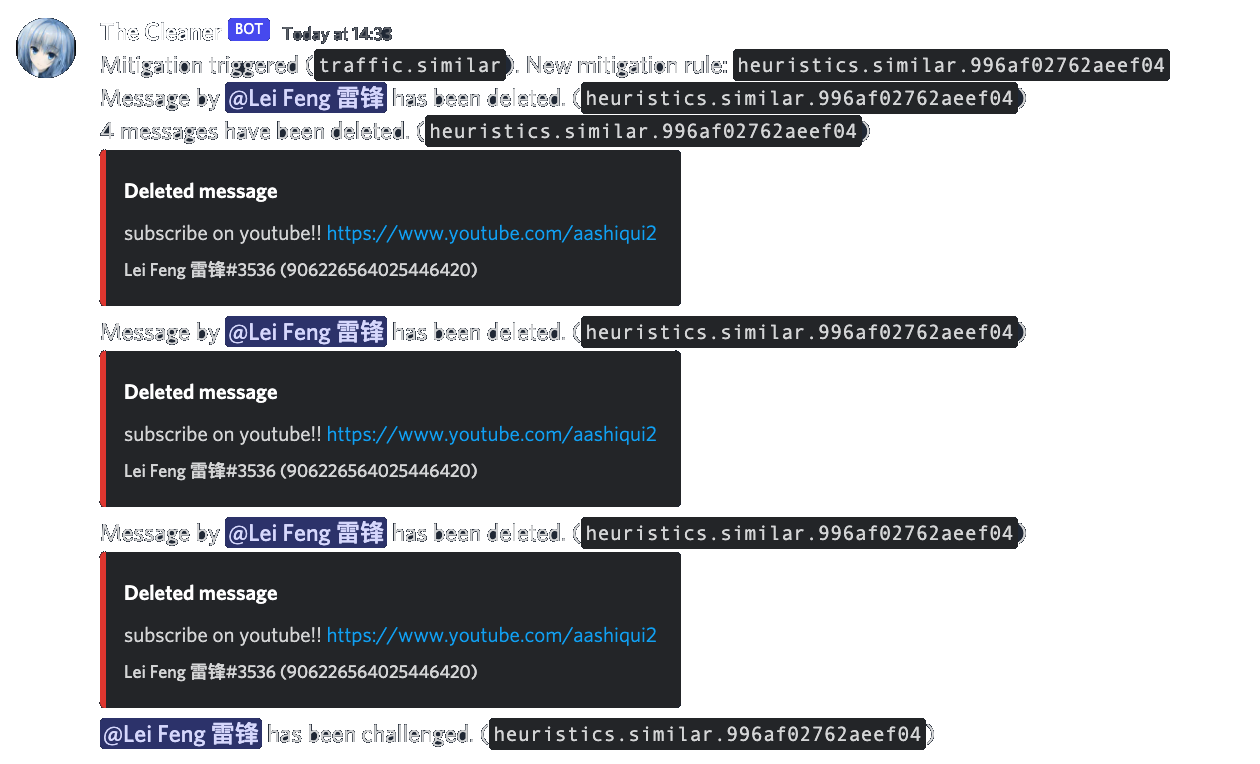 The Cleaner BOT Today at 14:36
Mitigation triggered (traffic.similar). New mitigation rule: heuristics.similar.996af02762aeef04
Message by @Lei Feng 雷锋 has been deleted. (heuristics.similar.996af02762aeef04)
4 messages have been deleted. (heuristics.similar.996af02762aeef04)
Deleted message
subscribe on youtube!! https://www.youtube.com/aashiqui2
Lei Feng 雷锋#3536 (906226564025446420)
Message by @Lei Feng 雷锋 has been deleted. (heuristics.similar.996af02762aeef04)
Deleted message
subscribe on youtube!! https://www.youtube.com/aashiqui2
Lei Feng 雷锋#3536 (906226564025446420)
Message by @Lei Feng 雷锋 has been deleted. (heuristics.similar.996af02762aeef04)
Deleted message
subscribe on youtube!! https://www.youtube.com/aashiqui2
Lei Feng 雷锋#3536 (906226564025446420)
@Lei Feng 雷锋 has been challenged. (heuristics.similar.996af02762aeef04)